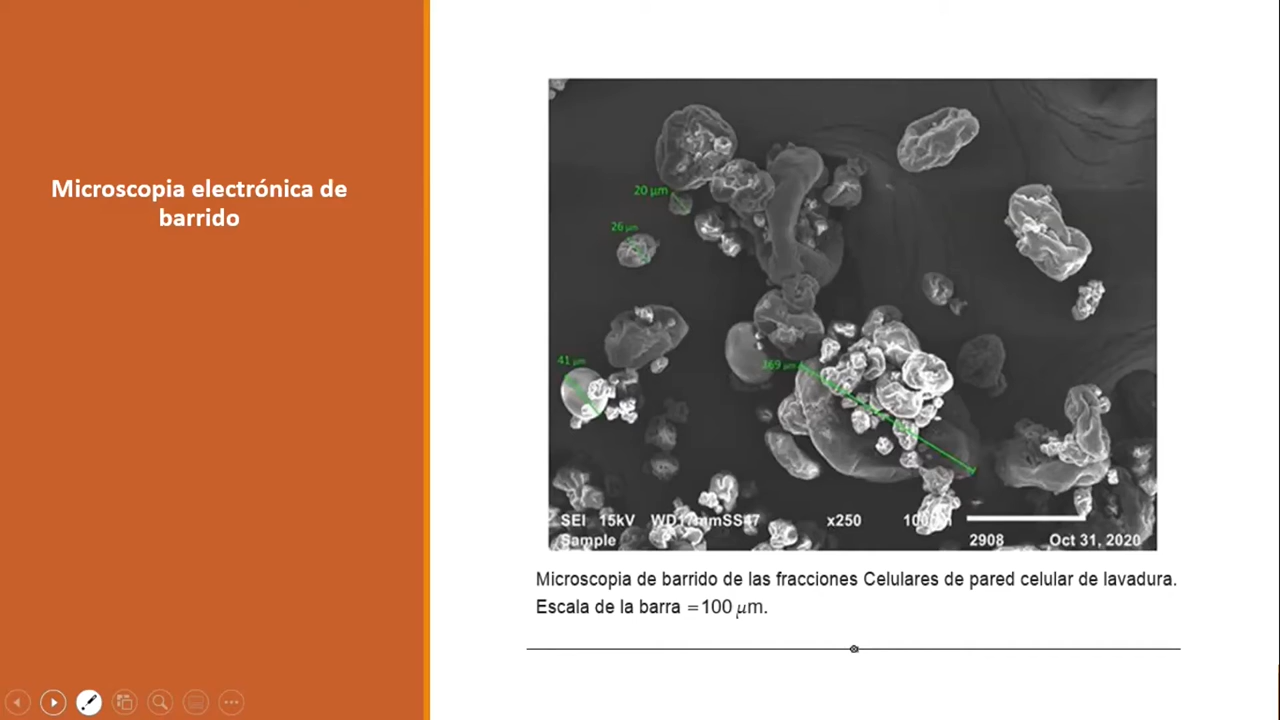 Microscopia electrónica de
barrido
20 µm
26 µm
41 µm
169 µm
SEI 15kV WD17mmSS47 x250 100µm
Sample 2908 Oct 31, 2020
Microscopia de barrido de las fracciones Celulares de pared celular de lavadura.
Escala de la barra =100 µm.